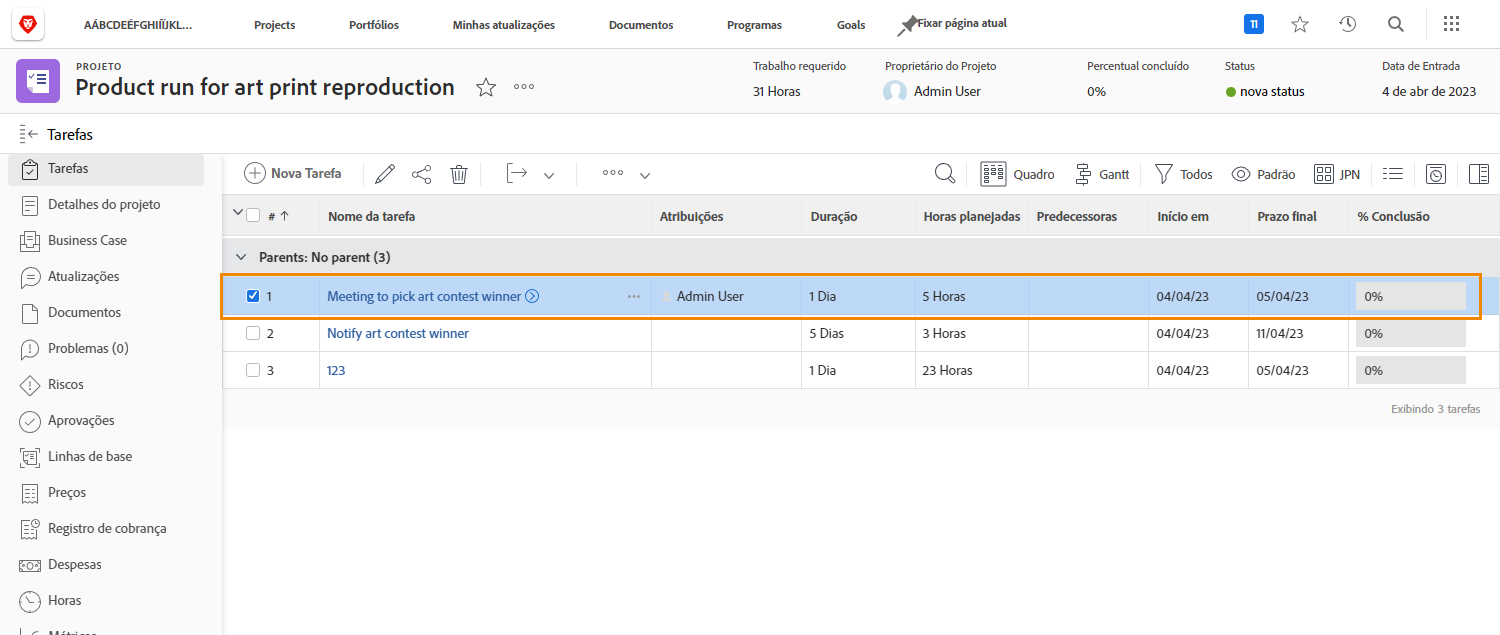 AÁBCDEÉFGHIÍÏJKL... Projects Portfólios Minhas atualizações Documentos Programas Goals Fixar página atual 11
PROJETO
Product run for art print reproduction
Trabalho requerido Proprietário do Projeto Percentual concluído Status Data de Entrada
31 Horas Admin User 0% nova status 4 de abr de 2023
Tarefas
Tarefas
Detalhes do projeto
Business Case
Atualizações
Documentos
Problemas (0)
Riscos
Aprovações
Linhas de base
Preços
Registro de cobrança
Despesas
Horas
Métricas
Nova Tarefa Quadro Gantt Todos Padrão JPN
# Nome da tarefa Atribuições Duração Horas planejadas Predecessoras Início em Prazo final % Conclusão
Parents: No parent (3)
1 Meeting to pick art contest winner Admin User 1 Dia 5 Horas 04/04/23 05/04/23 0%
2 Notify art contest winner 5 Dias 3 Horas 04/04/23 11/04/23 0%
3 123 1 Dia 23 Horas 04/04/23 05/04/23 0%
Exibindo 3 tarefas